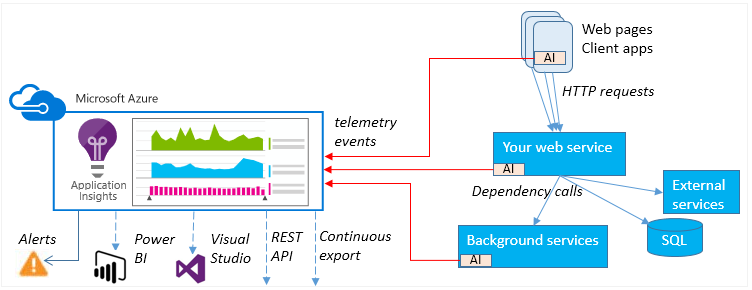 Web pages
Client apps
AI
HTTP requests
Microsoft Azure
telemetry
events
Application
Insights
Your web service
AI
Dependency calls
External
services
SQL
Background services
AI
Alerts
Power
BI
Visual
Studio
REST
API
Continuous
export